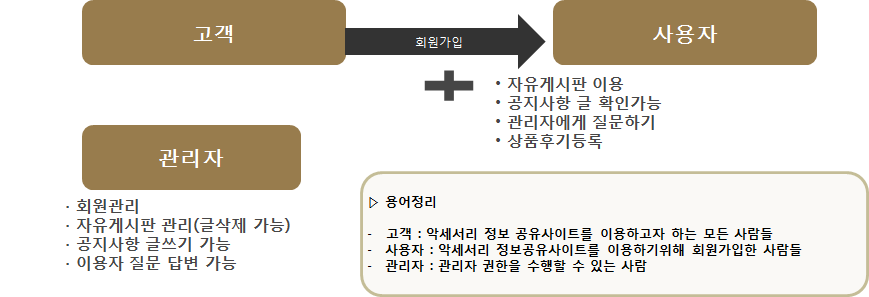 고객
회원가입
사용자
• 자유게시판 이용
• 공지사항 글 확인가능
• 관리자에게 질문하기
• 상품후기등록
관리자
· 회원관리
· 자유게시판 관리(글삭제 가능)
· 공지사항 글쓰기 가능
· 이용자 질문 답변 가능
▷ 용어정리
- 고객 : 악세서리 정보 공유사이트를 이용하고자 하는 모든 사람들
- 사용자 : 악세서리 정보공유사이트를 이용하기위해 회원가입한 사람들
- 관리자 : 관리자 권한을 수행할 수 있는 사람